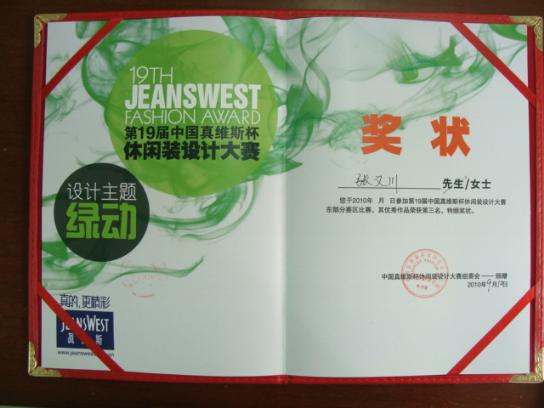 19TH
JEANSWEST
FASHION AWARD
第19届中国真维斯杯
休闲装设计大赛
设计主题
绿动
真的,更精彩
JEANSWEST
真维斯
奖状
张又川 先生/女士
您于2010年 月 日参加第19届中国真维斯杯休闲装设计大赛
东部分赛区比赛,其优秀作品荣获第三名,特颁奖状。
中国真维斯杯休闲装设计大赛组委会 —— 颁赠
2010年9月